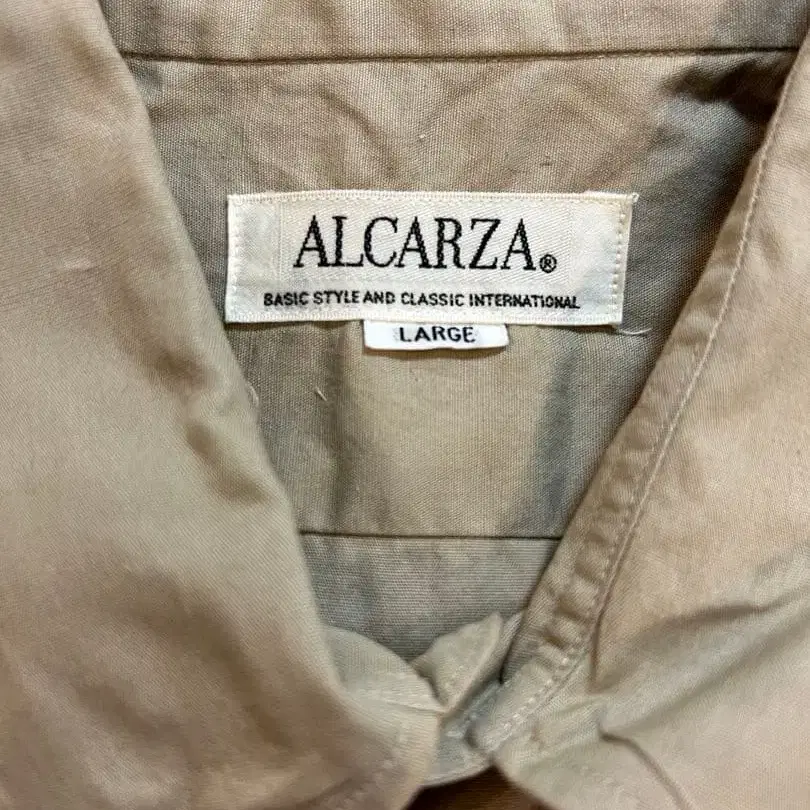 ALCARZA®
BASIC STYLE AND CLASSIC INTERNATIONAL
LARGE